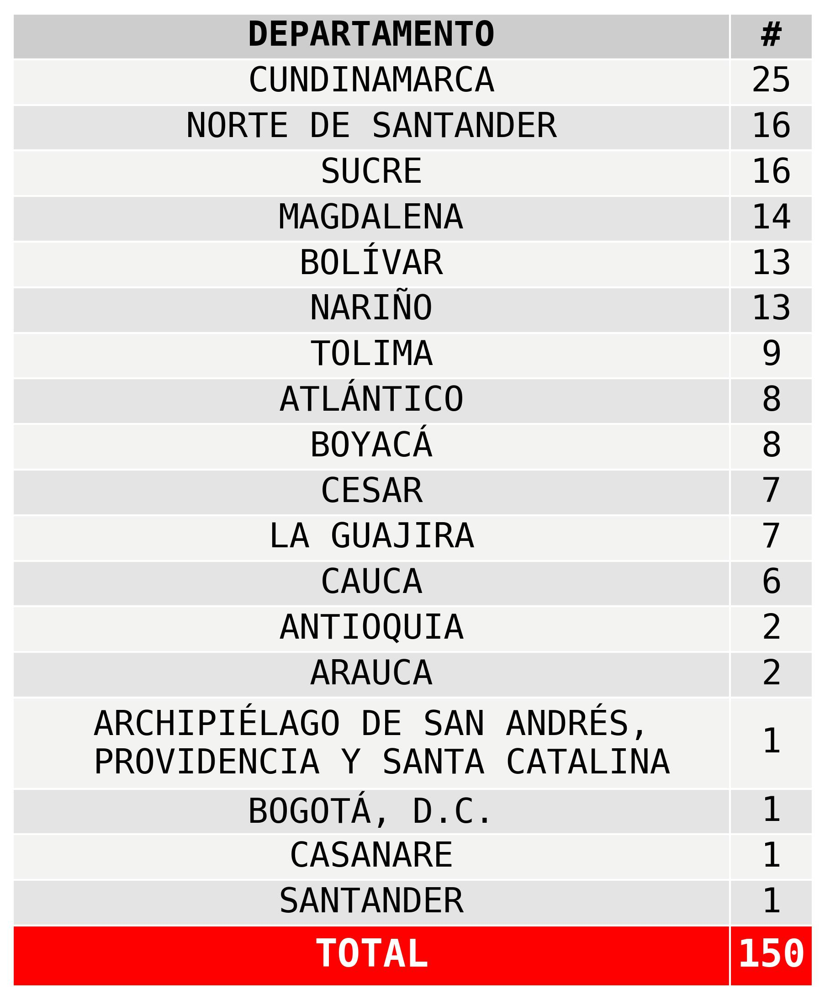 DEPARTAMENTO #
CUNDINAMARCA 25
NORTE DE SANTANDER 16
SUCRE 16
MAGDALENA 14
BOLÍVAR 13
NARIÑO 13
TOLIMA 9
ATLÁNTICO 8
BOYACÁ 8
CESAR 7
LA GUAJIRA 7
CAUCA 6
ANTIOQUIA 2
ARAUCA 2
ARCHIPIÉLAGO DE SAN ANDRÉS,
PROVIDENCIA Y SANTA CATALINA 1
BOGOTÁ, D.C. 1
CASANARE 1
SANTANDER 1
TOTAL 150